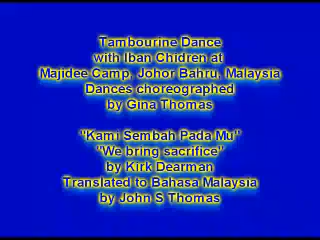 Tambourine Dance
with Iban Chidren at
Majidee Camp, Johor Bahru, Malaysia
Dances choreographed
by Gina Thomas
"Kami Sembah Pada Mu"
"We bring sacrifice"
by Kirk Dearman
Translated to Bahasa Malaysia
by John S Thomas